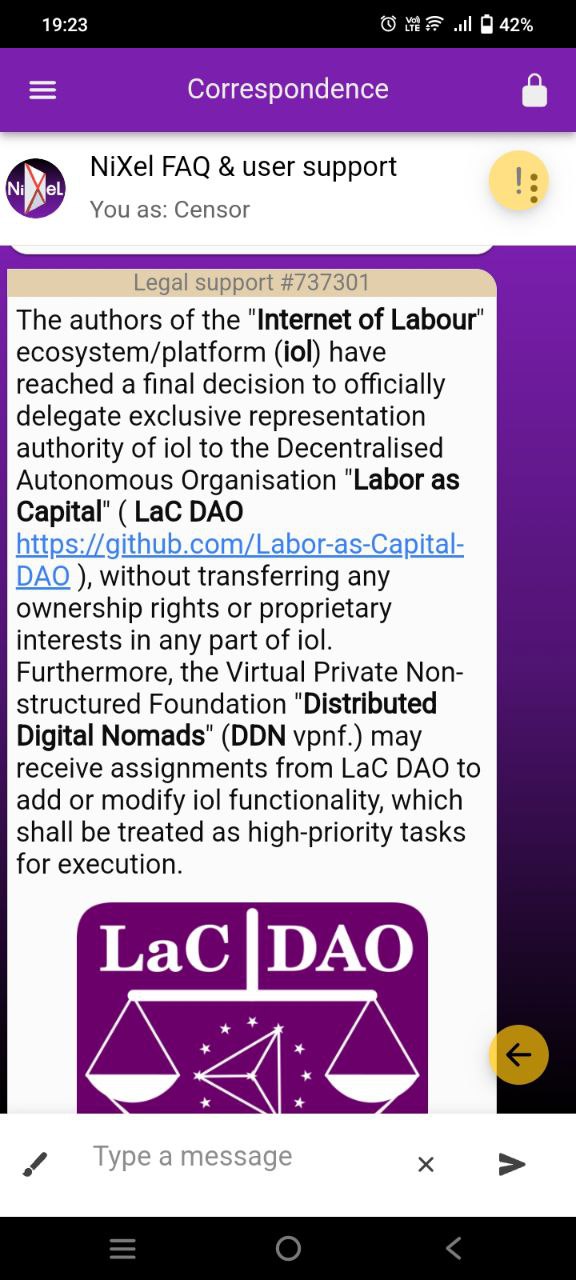 19:23
Vo)) LTE
42%
Correspondence
NiXeL
NiXel FAQ & user support
You as: Censor
Legal support #737301
The authors of the "Internet of Labour"
ecosystem/platform (iol) have
reached a final decision to officially
delegate exclusive representation
authority of iol to the Decentralised
Autonomous Organisation "Labor as
Capital" ( LaC DAO
https://github.com/Labor-as-Capital-
DAO ), without transferring any
ownership rights or proprietary
interests in any part of iol.
Furthermore, the Virtual Private Non-
structured Foundation "Distributed
Digital Nomads" (DDN vpnf.) may
receive assignments from LaC DAO to
add or modify iol functionality, which
shall be treated as high-priority tasks
for execution.
LaC DAO
Type a message